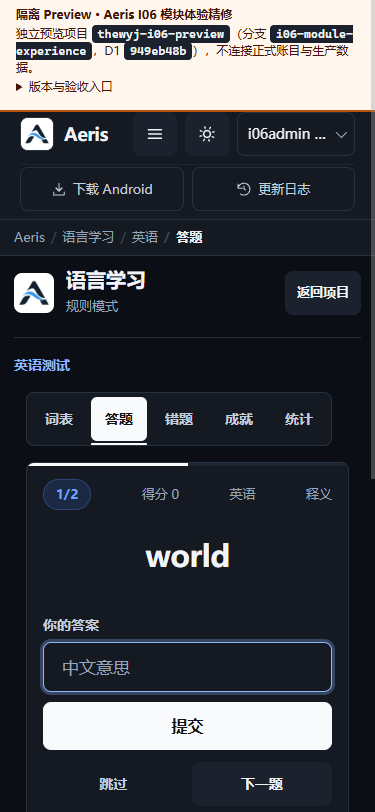 隔离 Preview · Aeris I06 模块体验精修
独立预览项目 thewyj-i06-preview （分支 i06-module-
experience，D1 949eb48b），不连接正式账目与生产数
据。
▶ 版本与验收入口
Aeris
i06admin ...
下载 Android
更新日志
Aeris / 语言学习 / 英语 / 答题
语言学习
规则模式
返回项目
英语测试
词表 答题 错题 成就 统计
1/2 得分 0 英语 释义
world
你的答案
中文意思
提交
跳过 下一题